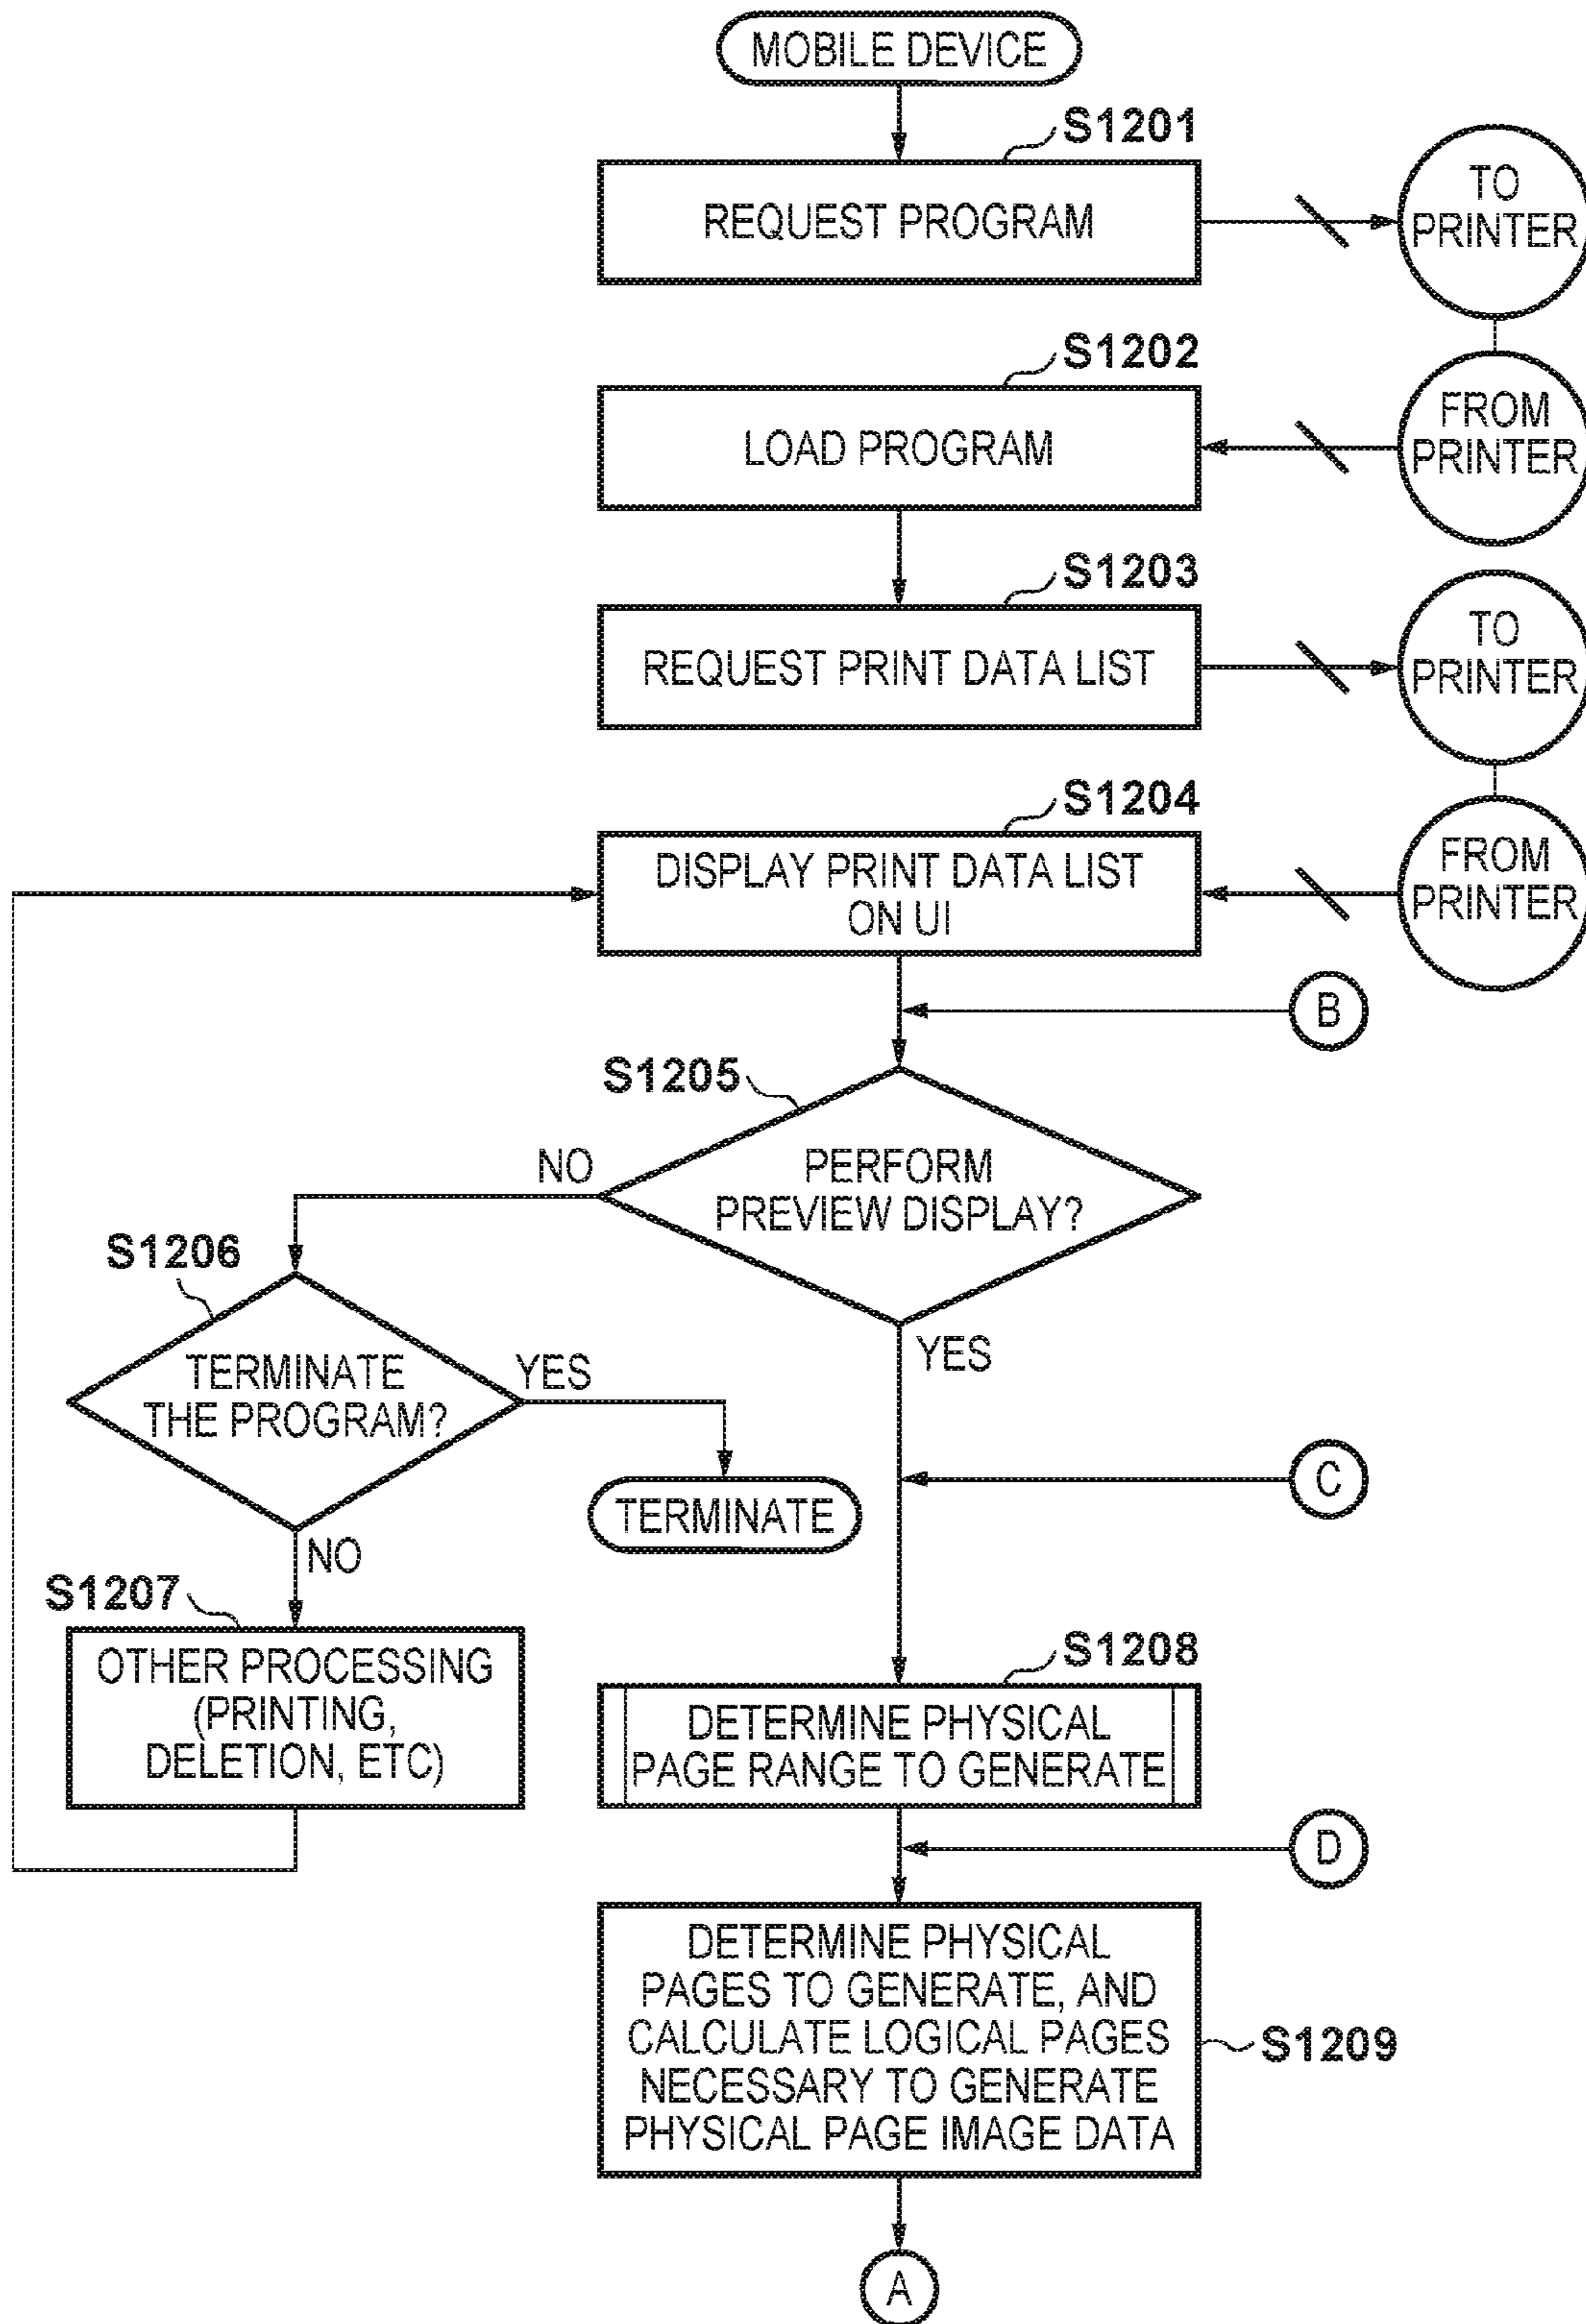 MOBILE DEVICE
S1201
REQUEST PROGRAM
TO
PRINTER
S1202
LOAD PROGRAM
FROM
PRINTER
S1203
REQUEST PRINT DATA LIST
TO
PRINTER
S1204
DISPLAY PRINT DATA LIST
ON UI
FROM
PRINTER
B
S1205
PERFORM
PREVIEW DISPLAY?
NO
YES
S1206
TERMINATE
THE PROGRAM?
YES
TERMINATE
NO
C
S1207
OTHER PROCESSING
(PRINTING,
DELETION, ETC)
S1208
DETERMINE PHYSICAL
PAGE RANGE TO GENERATE
D
DETERMINE PHYSICAL
PAGES TO GENERATE, AND
CALCULATE LOGICAL PAGES
NECESSARY TO GENERATE
PHYSICAL PAGE IMAGE DATA
S1209
A